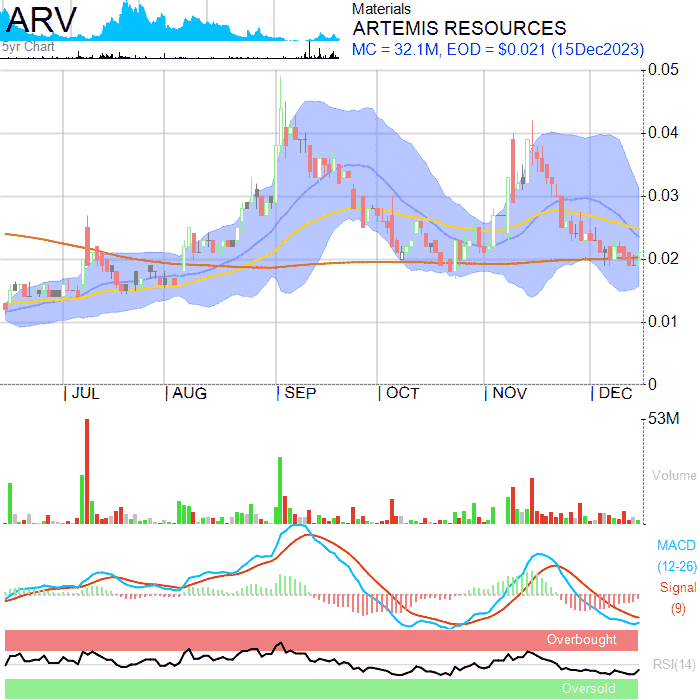 ARV
5yr Chart
Materials
ARTEMIS RESOURCES
MC = 32.1M, EOD = $0.021 (15Dec2023)
0.05
0.04
0.03
0.02
0.01
0
JUL AUG SEP OCT NOV DEC
53M
Volume
MACD
(12-26)
Signal
(9)
Overbought
RSI(14)
Oversold